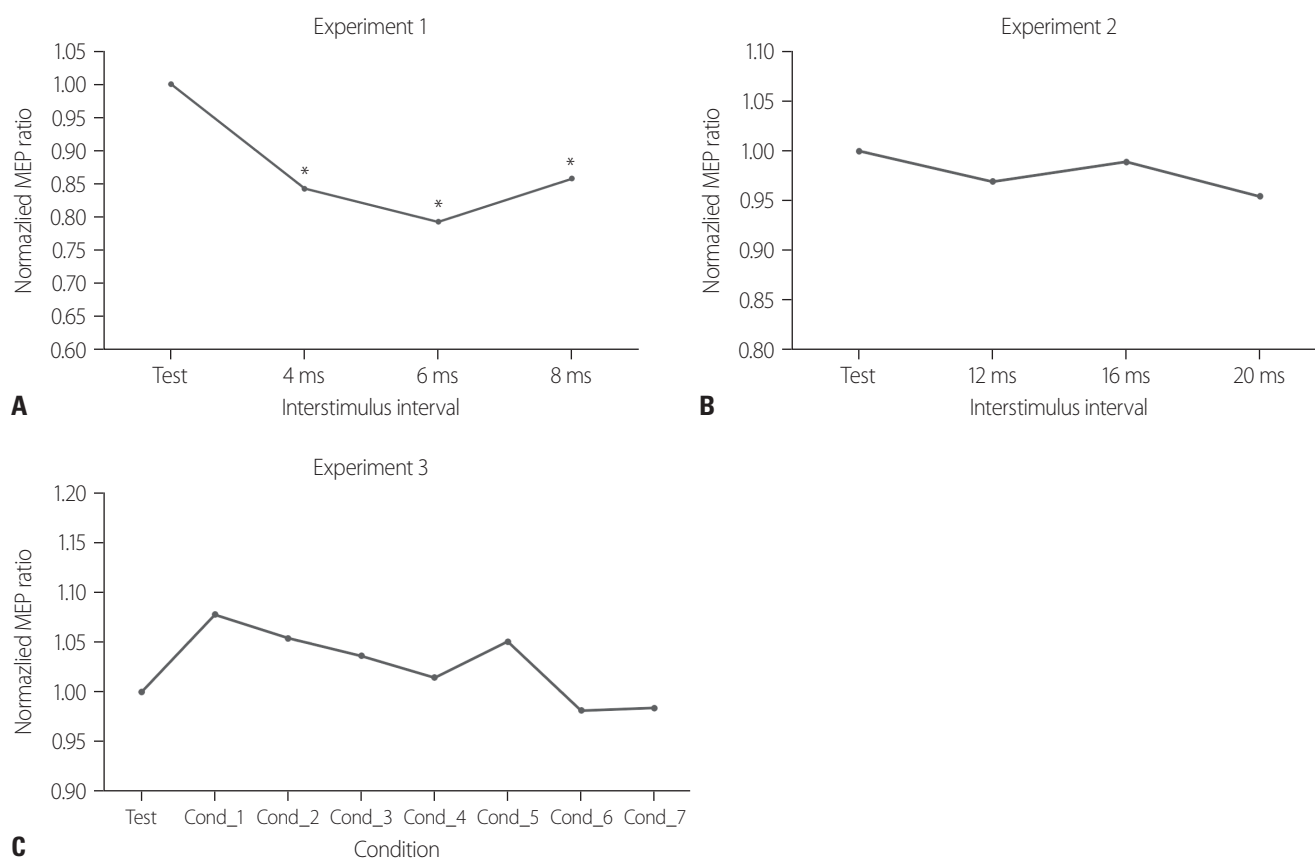 Experiment 1
Normazlied MEP ratio
1.05
1.00
0.95
0.90
0.85
0.80
0.75
0.70
0.65
0.60
*
*
*
Test 4 ms 6 ms 8 ms
Interstimulus interval
A
Experiment 2
Normazlied MEP ratio
1.10
1.05
1.00
0.95
0.90
0.85
0.80
Test 12 ms 16 ms 20 ms
Interstimulus interval
B
Experiment 3
Normazlied MEP ratio
1.20
1.15
1.10
1.05
1.00
0.95
0.90
Test Cond_1 Cond_2 Cond_3 Cond_4 Cond_5 Cond_6 Cond_7
Condition
C